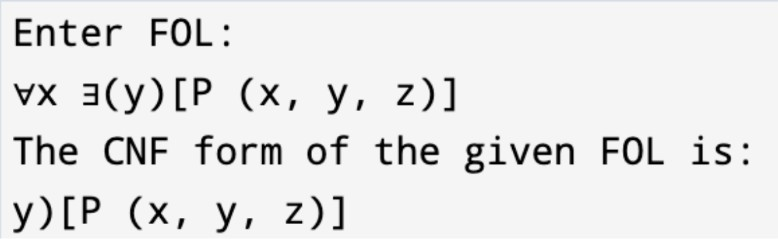 Enter FOL:
∀x ∃(y)[P (x, y, z)]
The CNF form of the given FOL is:
y)[P (x, y, z)]